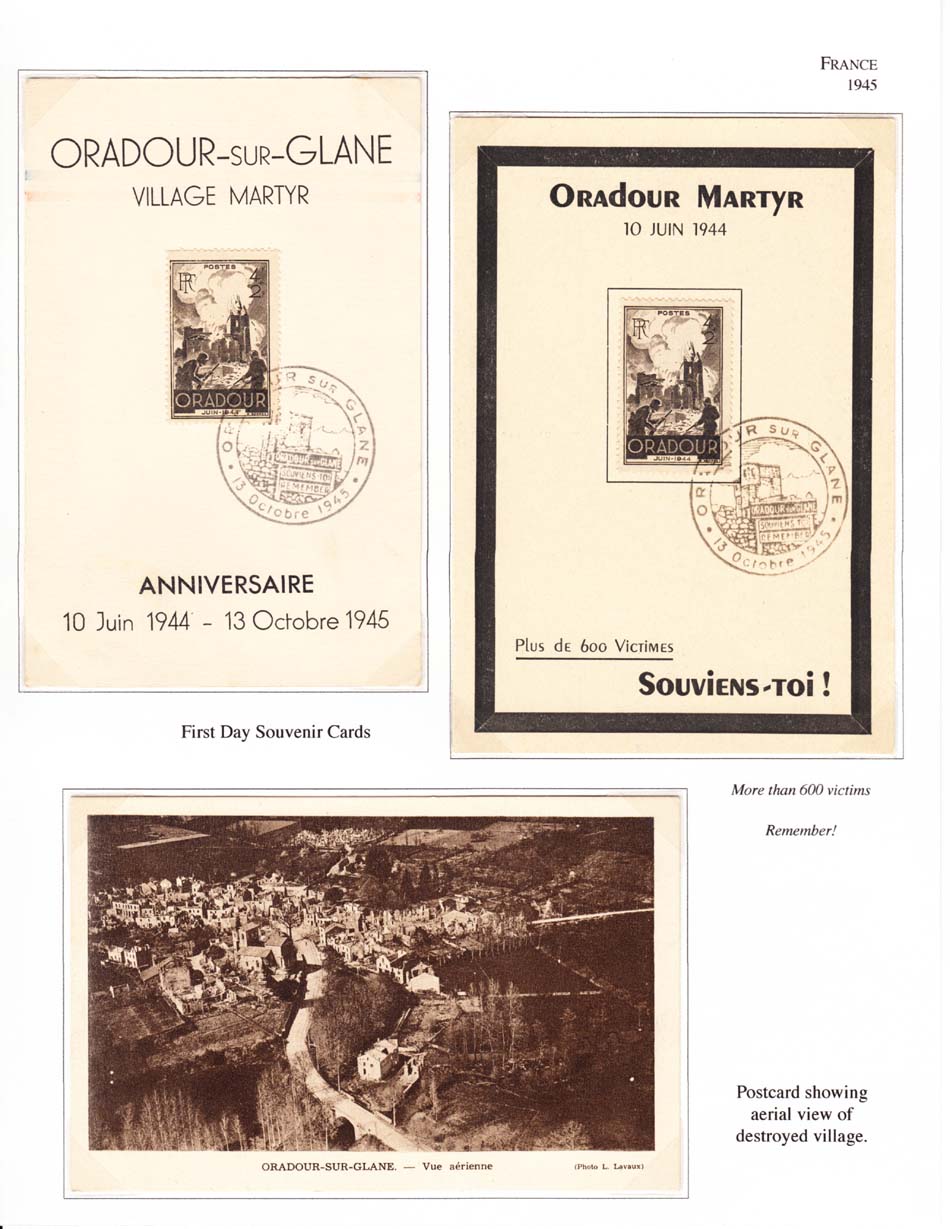 FRANCE
1945
ORADOUR-SUR-GLANE
VILLAGE MARTYR
POSTES
RF
4F
2
ORADOUR
JUIN-1944
ORADOUR SUR GLANE
ORADOUR SUR GLANE
SOUVIENS-TOI
REMEMBER
• 13 Octobre 1945 •
ANNIVERSAIRE
10 Juin 1944 - 13 Octobre 1945
ORADOUR MARTYR
10 JUIN 1944
POSTES
RF
4F
2
ORADOUR
JUIN-1944
ORADOUR SUR GLANE
ORADOUR SUR GLANE
SOUVIENS TOI
REMEMBER
• 13 Octobre 1945 •
PLUS DE 600 VICTIMES
SOUVIENS-TOI !
First Day Souvenir Cards
More than 600 victims
Remember!
ORADOUR-SUR-GLANE. — Vue aérienne
(Photo L. Lavaux)
Postcard showing
aerial view of
destroyed village.